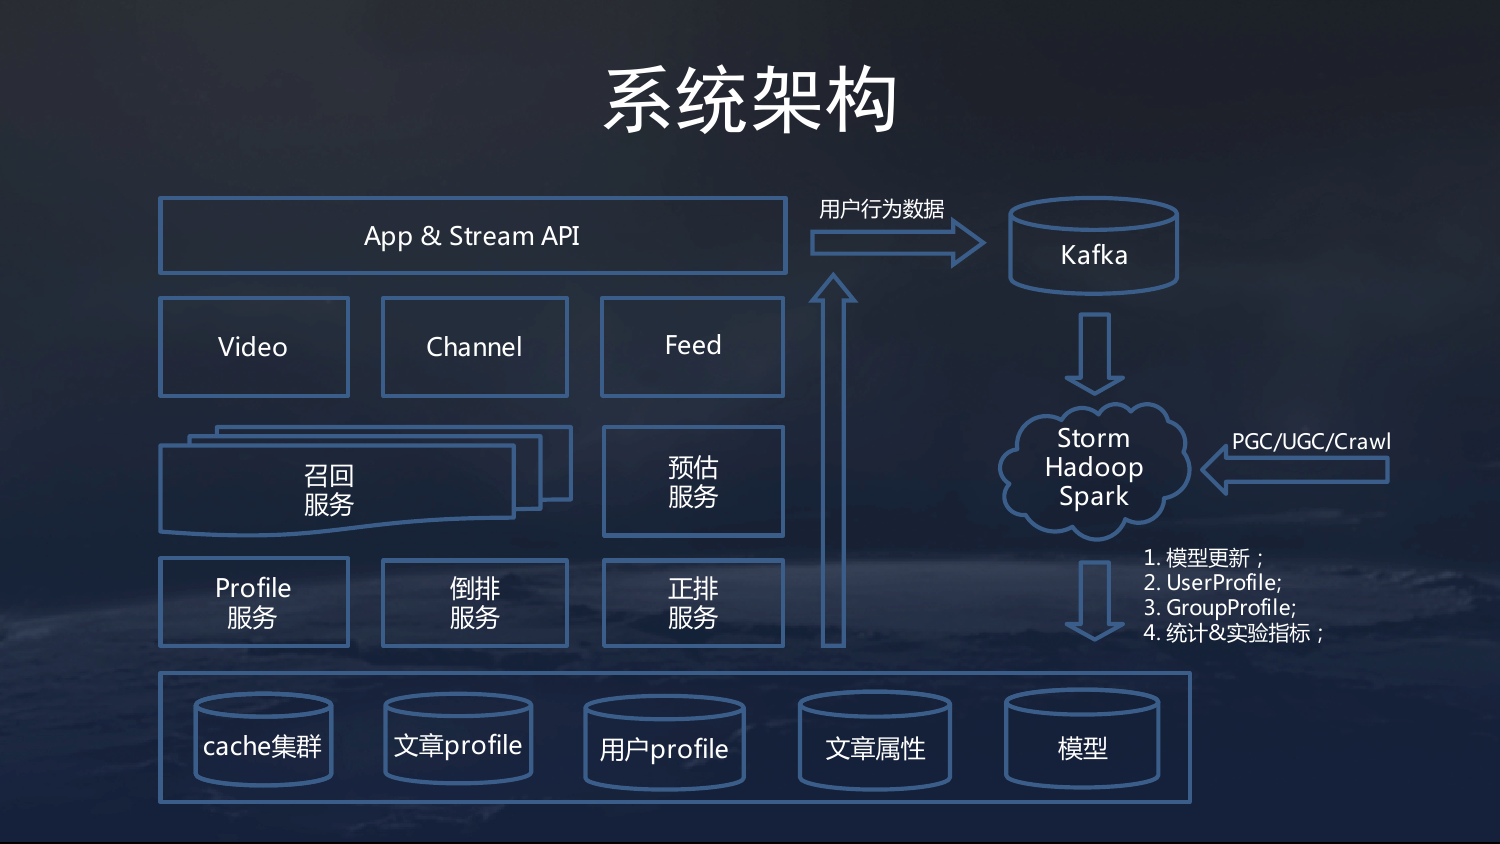 系统架构
App & Stream API
用户行为数据
Kafka
Video
Channel
Feed
召回
服务
预估
服务
Storm
Hadoop
Spark
PGC/UGC/Crawl
Profile
服务
倒排
服务
正排
服务
1. 模型更新；
2. UserProfile;
3. GroupProfile;
4. 统计&实验指标；
cache集群
文章profile
用户profile
文章属性
模型